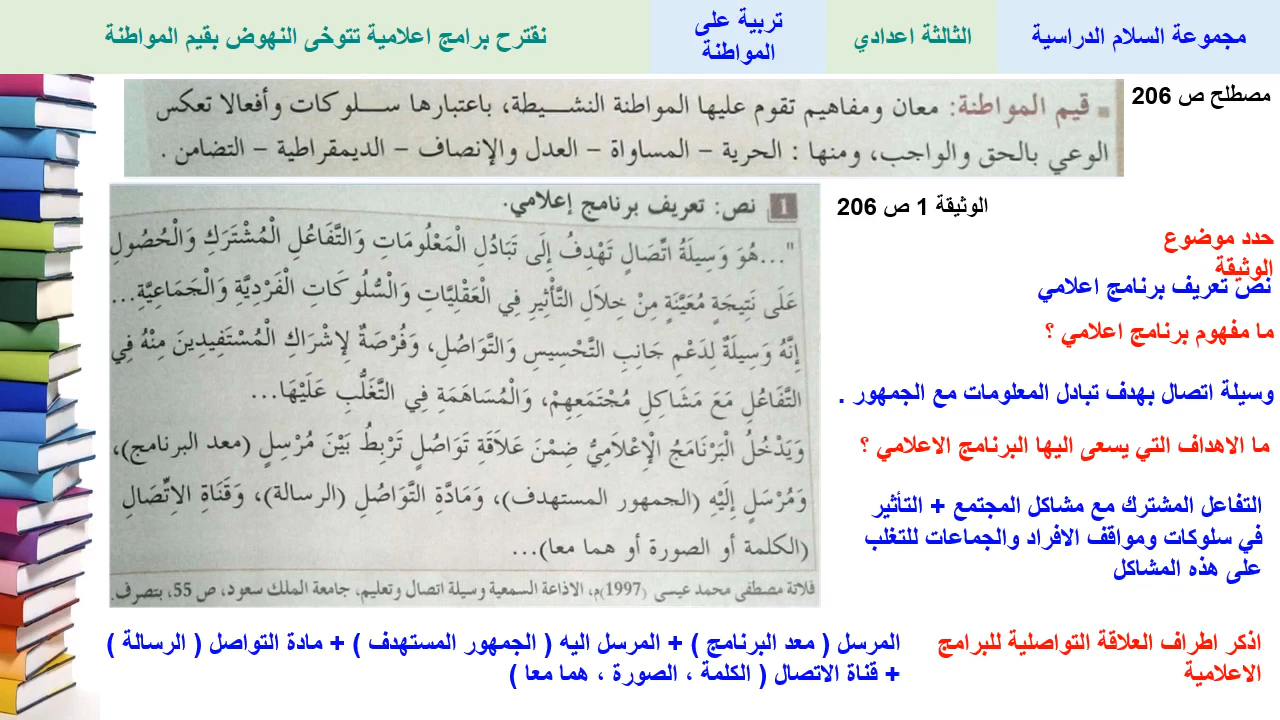 مجموعة السلام الدراسية
الثالثة اعدادي
تربية على
المواطنة
نقترح برامج اعلامية تتوخى النهوض بقيم المواطنة
مصطلح ص 206
▪ قيم المواطنة: معان ومفاهيم تقوم عليها المواطنة النشيطة، باعتبارها سلوكات وأفعالا تعكس
الوعي بالحق والواجب، ومنها : الحرية – المساواة – العدل والإنصاف – الديمقراطية – التضامن .
الوثيقة 1 ص 206
1 نص: تعريف برنامج إعلامي.
"...هُوَ وَسِيلَةُ اتِّصَالٍ تَهْدِفُ إِلَى تَبَادُلِ الْمَعْلُومَاتِ وَالتَّفَاعُلِ الْمُشْتَرَكِ وَالْحُصُولِ
عَلَى نَتِيجَةٍ مُعَيَّنَةٍ مِنْ خِلَالِ التَّأْثِيرِ فِي الْعَقْلِيَّاتِ وَالسُّلُوكَاتِ الْفَرْدِيَّةِ وَالْجَمَاعِيَّةِ...
إِنَّهُ وَسِيلَةٌ لِدَعْمِ جَانِبِ التَّحْسِيسِ وَالتَّوَاصُلِ، وَفُرْصَةٌ لِإِشْرَاكِ الْمُسْتَفِيدِينَ مِنْهُ فِي
التَّفَاعُلِ مَعَ مَشَاكِلِ مُجْتَمَعِهِمْ، وَالْمُسَاهَمَةِ فِي التَّغَلُّبِ عَلَيْهَا...
وَيَدْخُلُ الْبَرْنَامَجُ الْإِعْلَامِيُّ ضِمْنَ عَلَاقَةِ تَوَاصُلٍ تَرْبِطُ بَيْنَ مُرْسِلٍ (معد البرنامج)،
وَمُرْسَلٍ إِلَيْهِ (الجمهور المستهدف)، وَمَادَّةِ التَّوَاصُلِ (الرسالة)، وَقَنَاةِ الِاتِّصَالِ
(الكلمة أو الصورة أو هما معا)...
فلاتة مصطفى محمد عيسى (1997)م، الاذاعة السمعية وسيلة اتصال وتعليم، جامعة الملك سعود، ص 55، بتصرف.
حدد موضوع
الوثيقة
نص تعريف برنامج اعلامي
ما مفهوم برنامج اعلامي ؟
وسيلة اتصال بهدف تبادل المعلومات مع الجمهور .
ما الاهداف التي يسعى اليها البرنامج الاعلامي ؟
التفاعل المشترك مع مشاكل المجتمع + التأثير
في سلوكات ومواقف الافراد والجماعات للتغلب
على هذه المشاكل
اذكر اطراف العلاقة التواصلية للبرامج
الاعلامية
المرسل ( معد البرنامج ) + المرسل اليه ( الجمهور المستهدف ) + مادة التواصل ( الرسالة )
+ قناة الاتصال ( الكلمة ، الصورة ، هما معا )